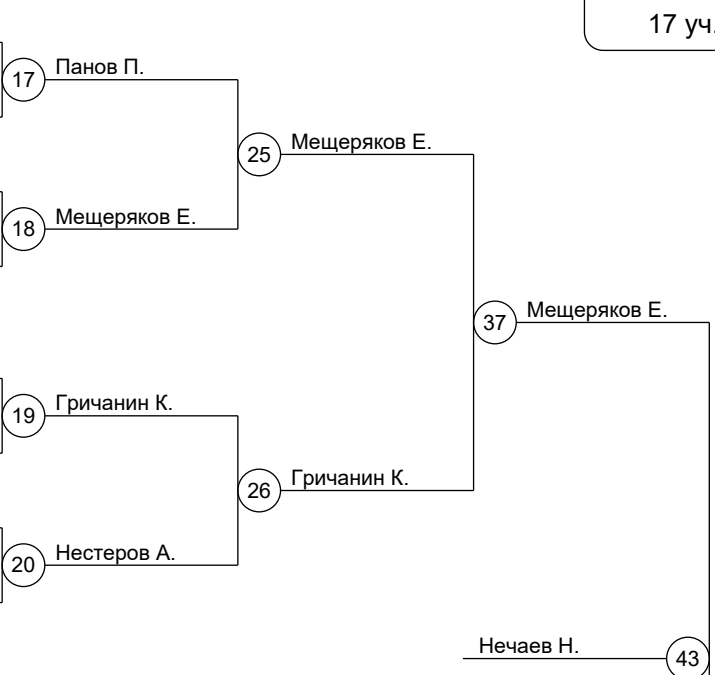 17 уч.
17 Панов П.
25 Мещеряков Е.
18 Мещеряков Е.
37 Мещеряков Е.
19 Гричанин К.
26 Гричанин К.
20 Нестеров А.
Нечаев Н. 43